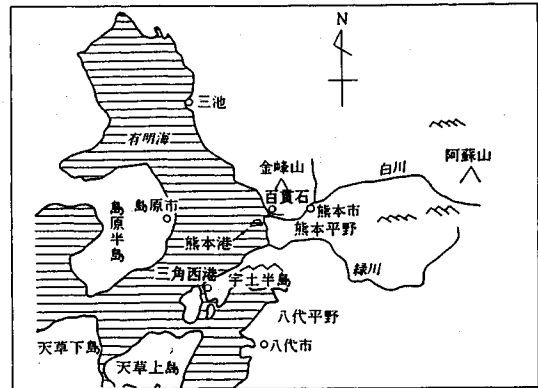 N
三池
有明海
金峰山
阿蘇山
白川
百貫石
島原市
島原半島
熊本市
熊本平野
熊本港
緑川
三角西港
宇土半島
八代平野
天草下島
天草上島
八代市